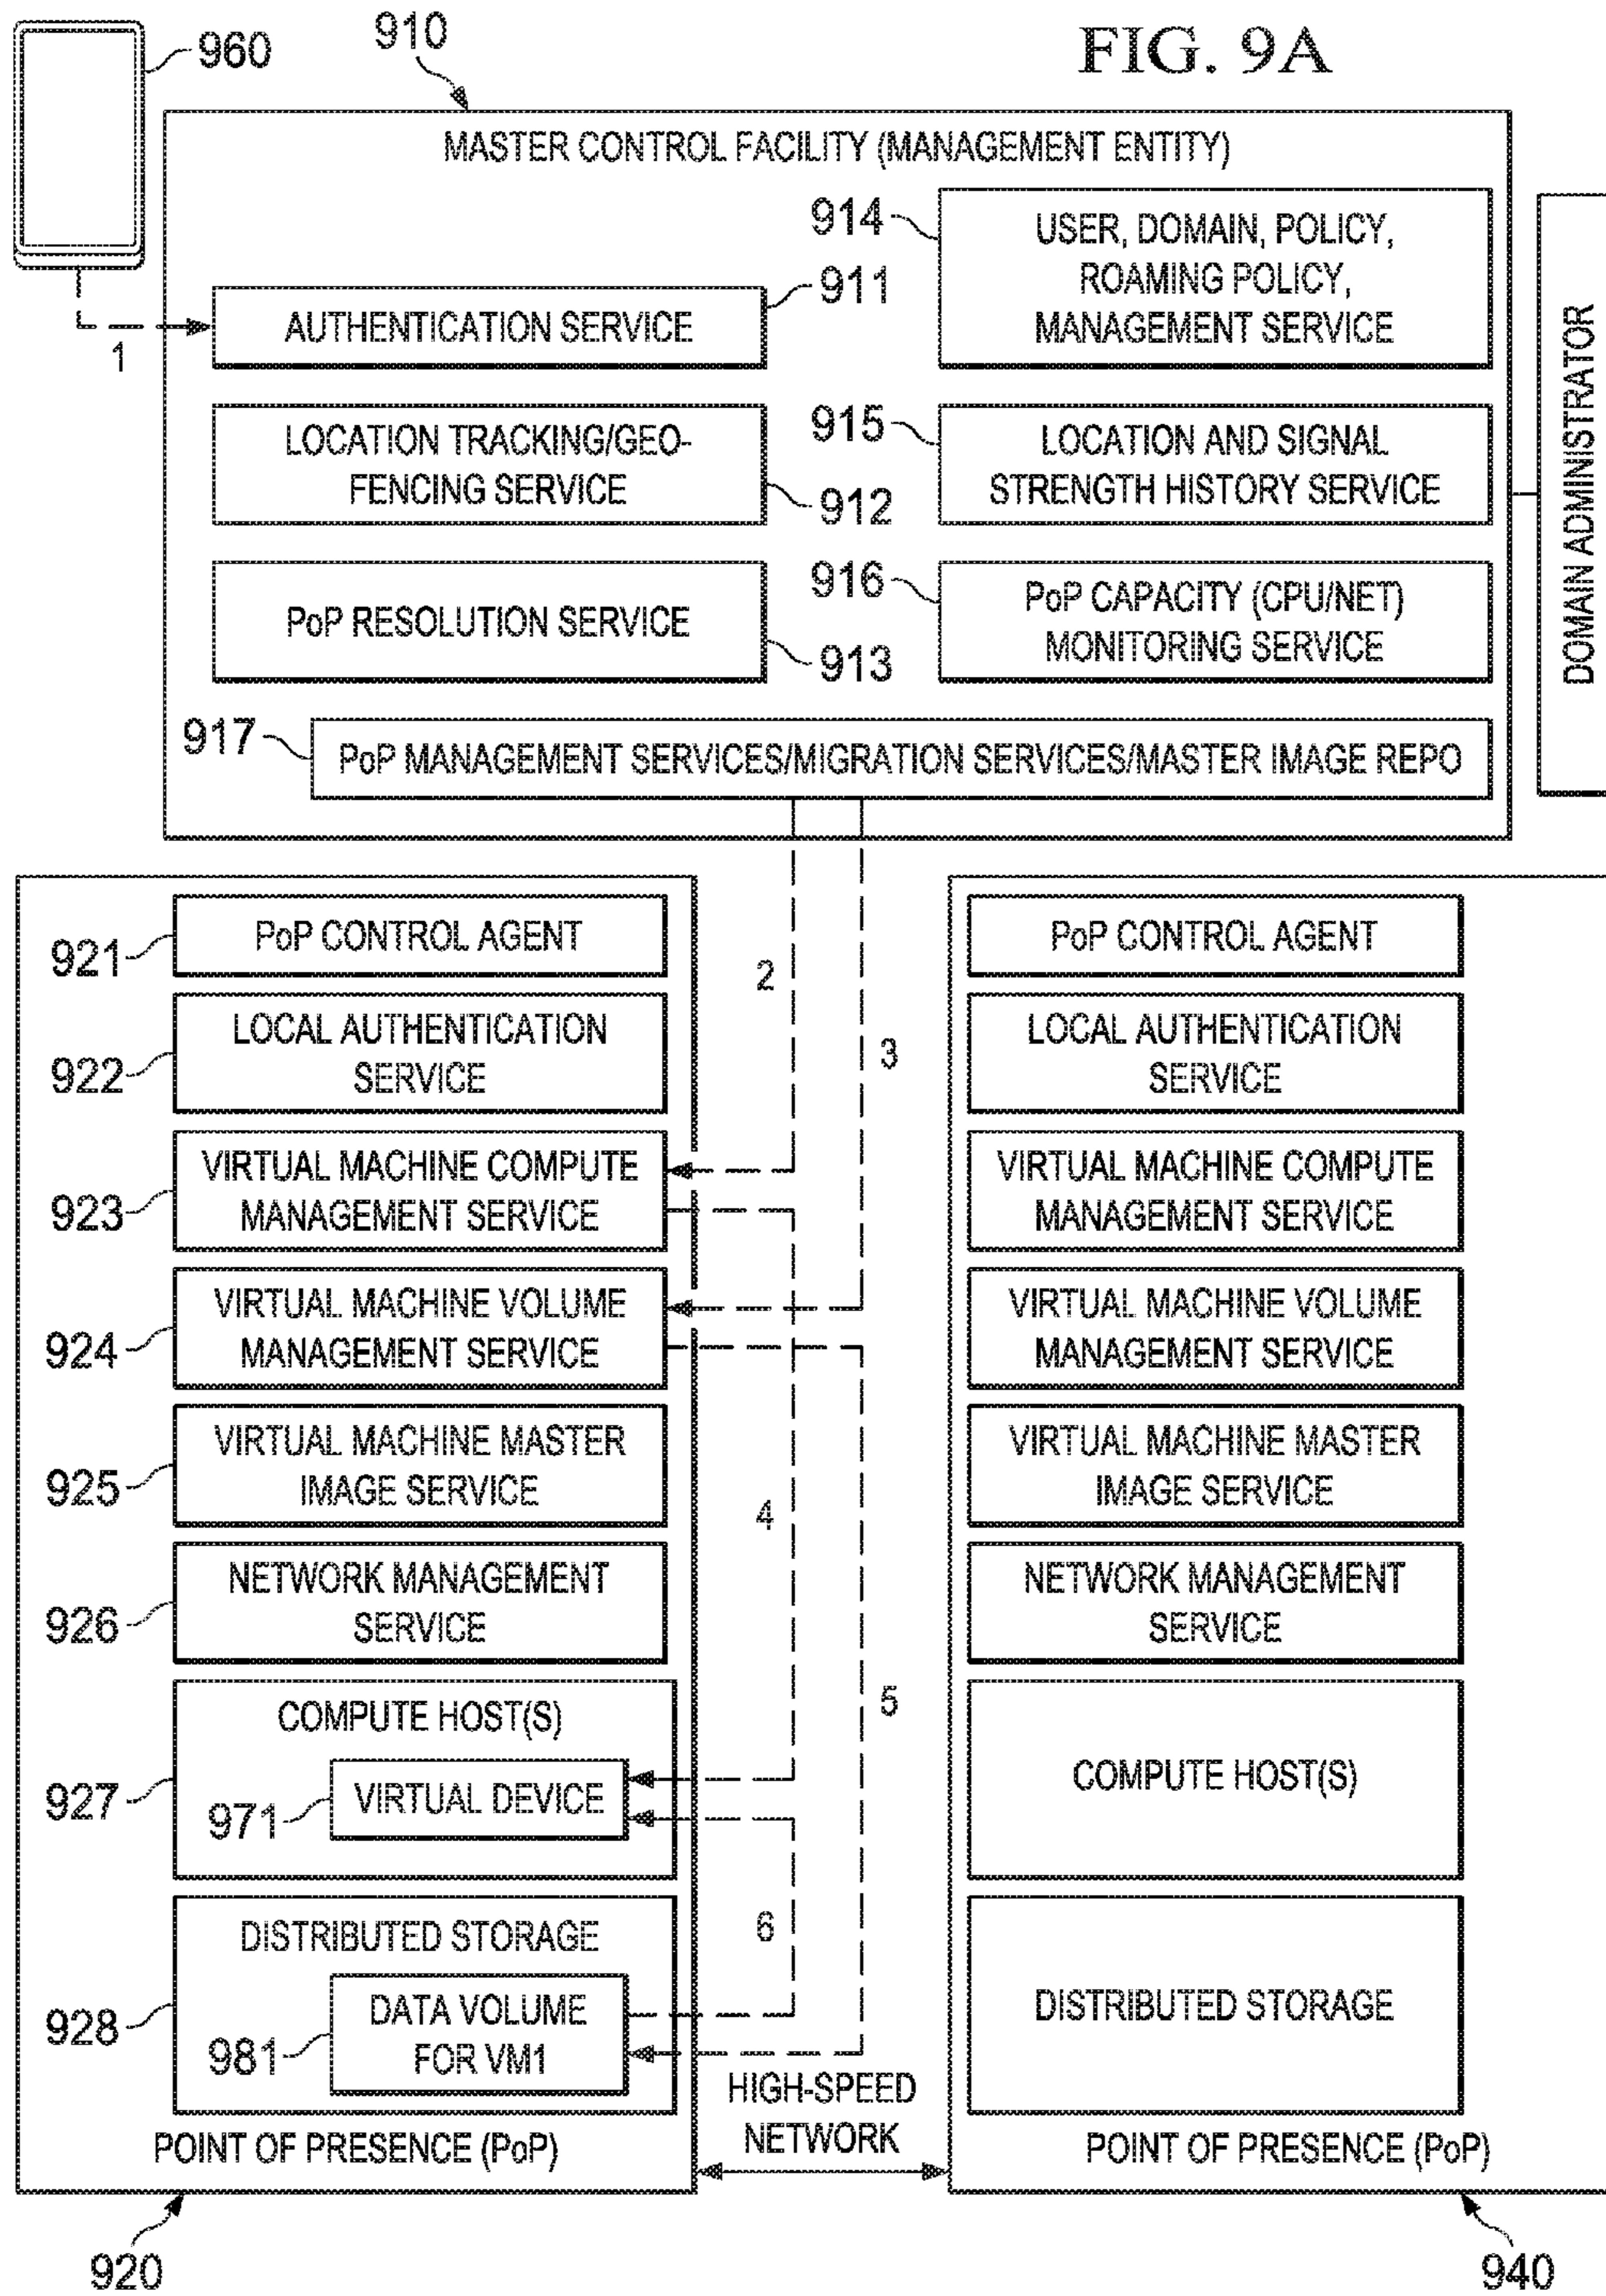 FIG. 9A
960
910
MASTER CONTROL FACILITY (MANAGEMENT ENTITY)
1
AUTHENTICATION SERVICE
911
LOCATION TRACKING/GEO-
FENCING SERVICE
912
PoP RESOLUTION SERVICE
913
914
USER, DOMAIN, POLICY,
ROAMING POLICY,
MANAGEMENT SERVICE
915
LOCATION AND SIGNAL
STRENGTH HISTORY SERVICE
916
PoP CAPACITY (CPU/NET)
MONITORING SERVICE
917
PoP MANAGEMENT SERVICES/MIGRATION SERVICES/MASTER IMAGE REPO
DOMAIN ADMINISTRATOR
921
PoP CONTROL AGENT
922
LOCAL AUTHENTICATION
SERVICE
923
VIRTUAL MACHINE COMPUTE
MANAGEMENT SERVICE
924
VIRTUAL MACHINE VOLUME
MANAGEMENT SERVICE
925
VIRTUAL MACHINE MASTER
IMAGE SERVICE
926
NETWORK MANAGEMENT
SERVICE
927
COMPUTE HOST(S)
971
VIRTUAL DEVICE
928
DISTRIBUTED STORAGE
981
DATA VOLUME
FOR VM1
POINT OF PRESENCE (PoP)
920
2
3
4
5
6
HIGH-SPEED
NETWORK
PoP CONTROL AGENT
LOCAL AUTHENTICATION
SERVICE
VIRTUAL MACHINE COMPUTE
MANAGEMENT SERVICE
VIRTUAL MACHINE VOLUME
MANAGEMENT SERVICE
VIRTUAL MACHINE MASTER
IMAGE SERVICE
NETWORK MANAGEMENT
SERVICE
COMPUTE HOST(S)
DISTRIBUTED STORAGE
POINT OF PRESENCE (PoP)
940